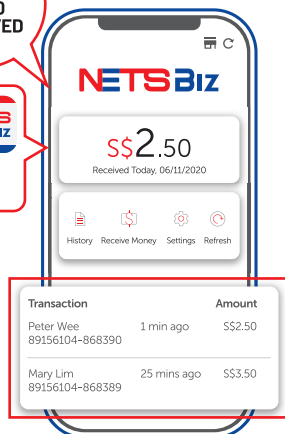 VED
NETS BIZ
S
IZ
S$2.50
Received Today, 06/11/2020
History Receive Money Settings Refresh
Transaction Amount
Peter Wee 1 min ago S$2.50
89156104-868390
Mary Lim 25 mins ago S$3.50
89156104-868389